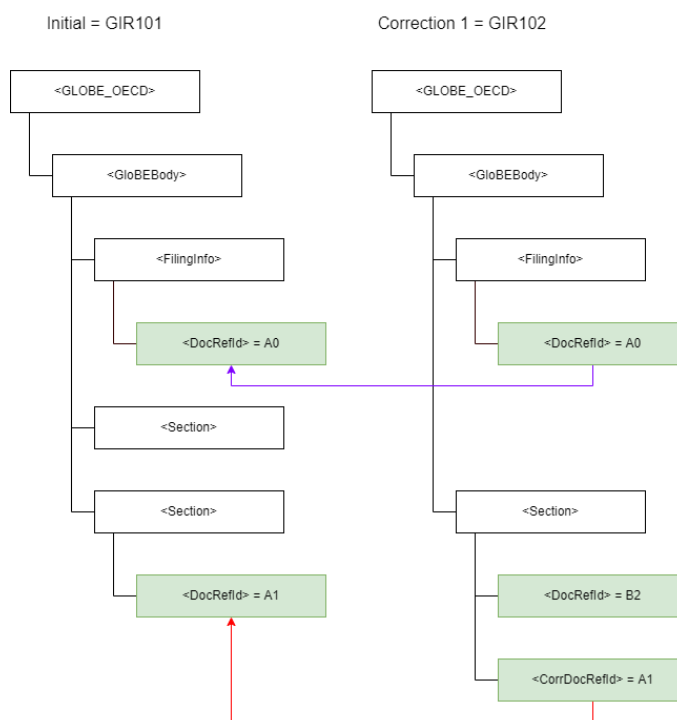 Initial = GIR101
Correction 1 = GIR102
<GLOBE_OECD>
<GLOBE_OECD>
<GloBEBody>
<GloBEBody>
<FilingInfo>
<FilingInfo>
<DocRefId> = A0
<DocRefId> = A0
<Section>
<Section>
<Section>
<DocRefId> = A1
<DocRefId> = B2
<CorrDocRefId> = A1